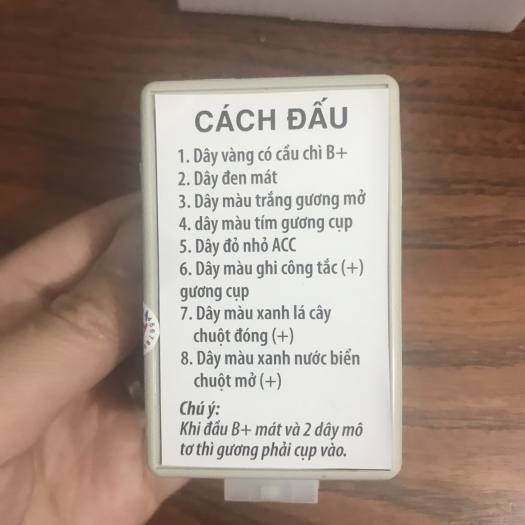 CÁCH ĐẤU
1. Dây vàng có cầu chì B+
2. Dây đen mát
3. Dây màu trắng gương mở
4. dây màu tím gương cụp
5. Dây đỏ nhỏ ACC
6. Dây màu ghi công tắc (+)
gương cụp
7. Dây màu xanh lá cây
chuột đóng (+)
8. Dây màu xanh nước biển
chuột mở (+)
Chú ý:
Khi đấu B+ mát và 2 dây mô
tơ thì gương phải cụp vào.